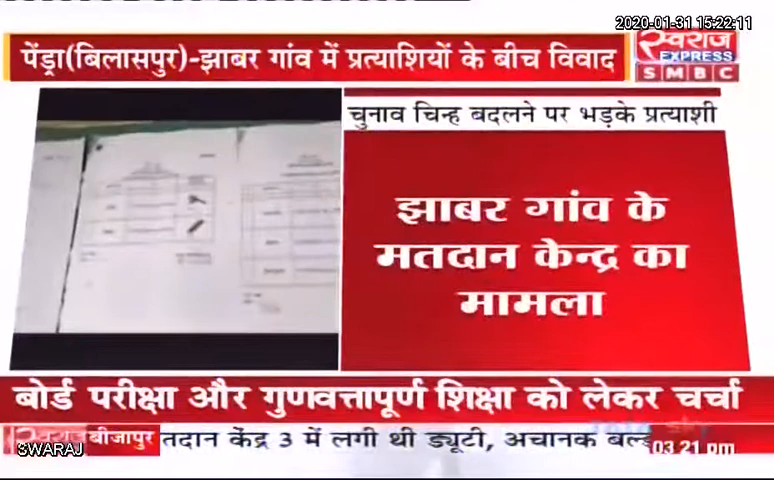 2020-01-31 15:22:11
पेंड्रा(बिलासपुर)-झाबर गांव में प्रत्याशियों के बीच विवाद
स्वराज
EXPRESS
SMBC
चुनाव चिन्ह बदलने पर भड़के प्रत्याशी
झाबर गांव के
मतदान केन्द्र का
मामला
बोर्ड परीक्षा और गुणवत्तापूर्ण शिक्षा को लेकर चर्चा
बीजापुर तदान केंद्र 3 में लगी थी ड्यूटी, अचानक
SWARAJ
03.21 pm